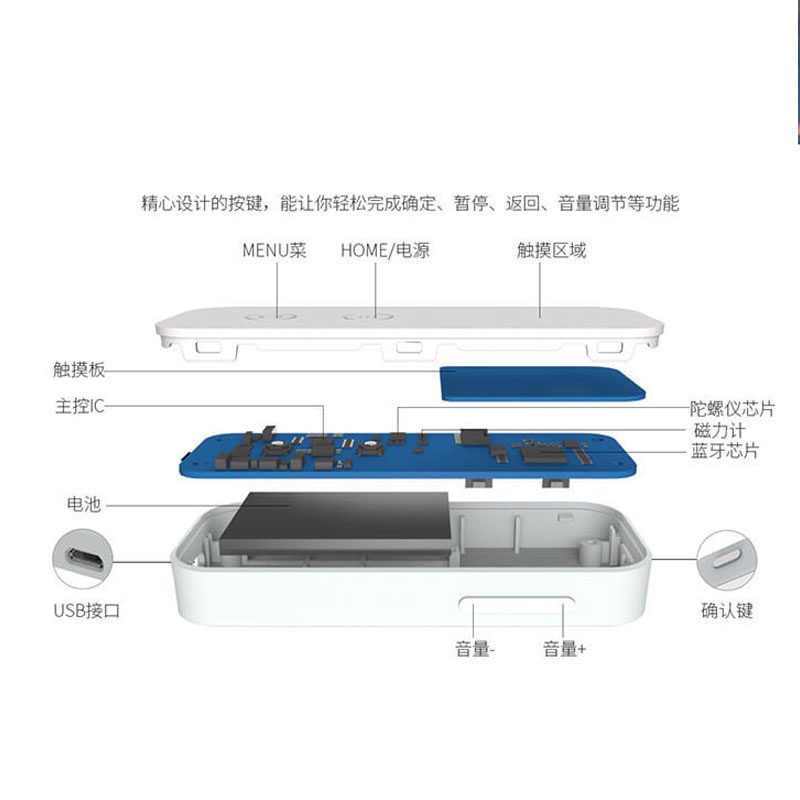 精心设计的按键，能让你轻松完成确定、暂停、返回、音量调节等功能
MENU菜
HOME/电源
触摸区域
触摸板
主控IC
陀螺仪芯片
磁力计
蓝牙芯片
电池
USB接口
确认键
音量-
音量+